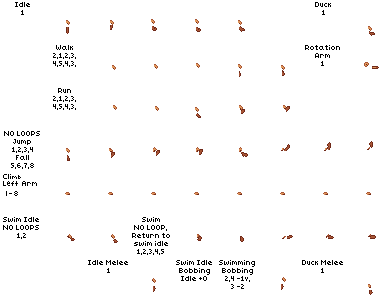 Idle
1
Duck
1
Walk
2,1,2,3,
4,5,4,3,
Rotation
Arm
1
Run
2,1,2,3,
4,5,4,3,
NO LOOPS
Jump
1,2,3,4
Fall
5,6,7,8
Climb
Left Arm
1-8
Swim Idle
NO LOOPS
1,2
Swim
NO LOOP,
Return to
swim idle
1,2,3,4,5
Idle Melee
1
Swim Idle
Bobbing
Idle +0
Swimming
Bobbing
2,4 -1y,
3 -2
Duck Melee
1